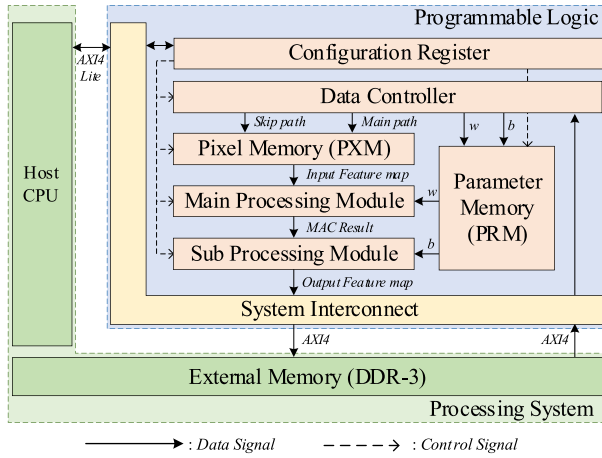 Programmable Logic
Configuration Register
AXI4
Lite
Data Controller
Skip path
Main path
w
b
Pixel Memory (PXM)
Host
CPU
Input Feature map
Parameter
Memory
(PRM)
Main Processing Module
w
MAC Result
Sub Processing Module
b
Output Feature map
System Interconnect
AXI4
AXI4
External Memory (DDR-3)
Processing System
: Data Signal
: Control Signal